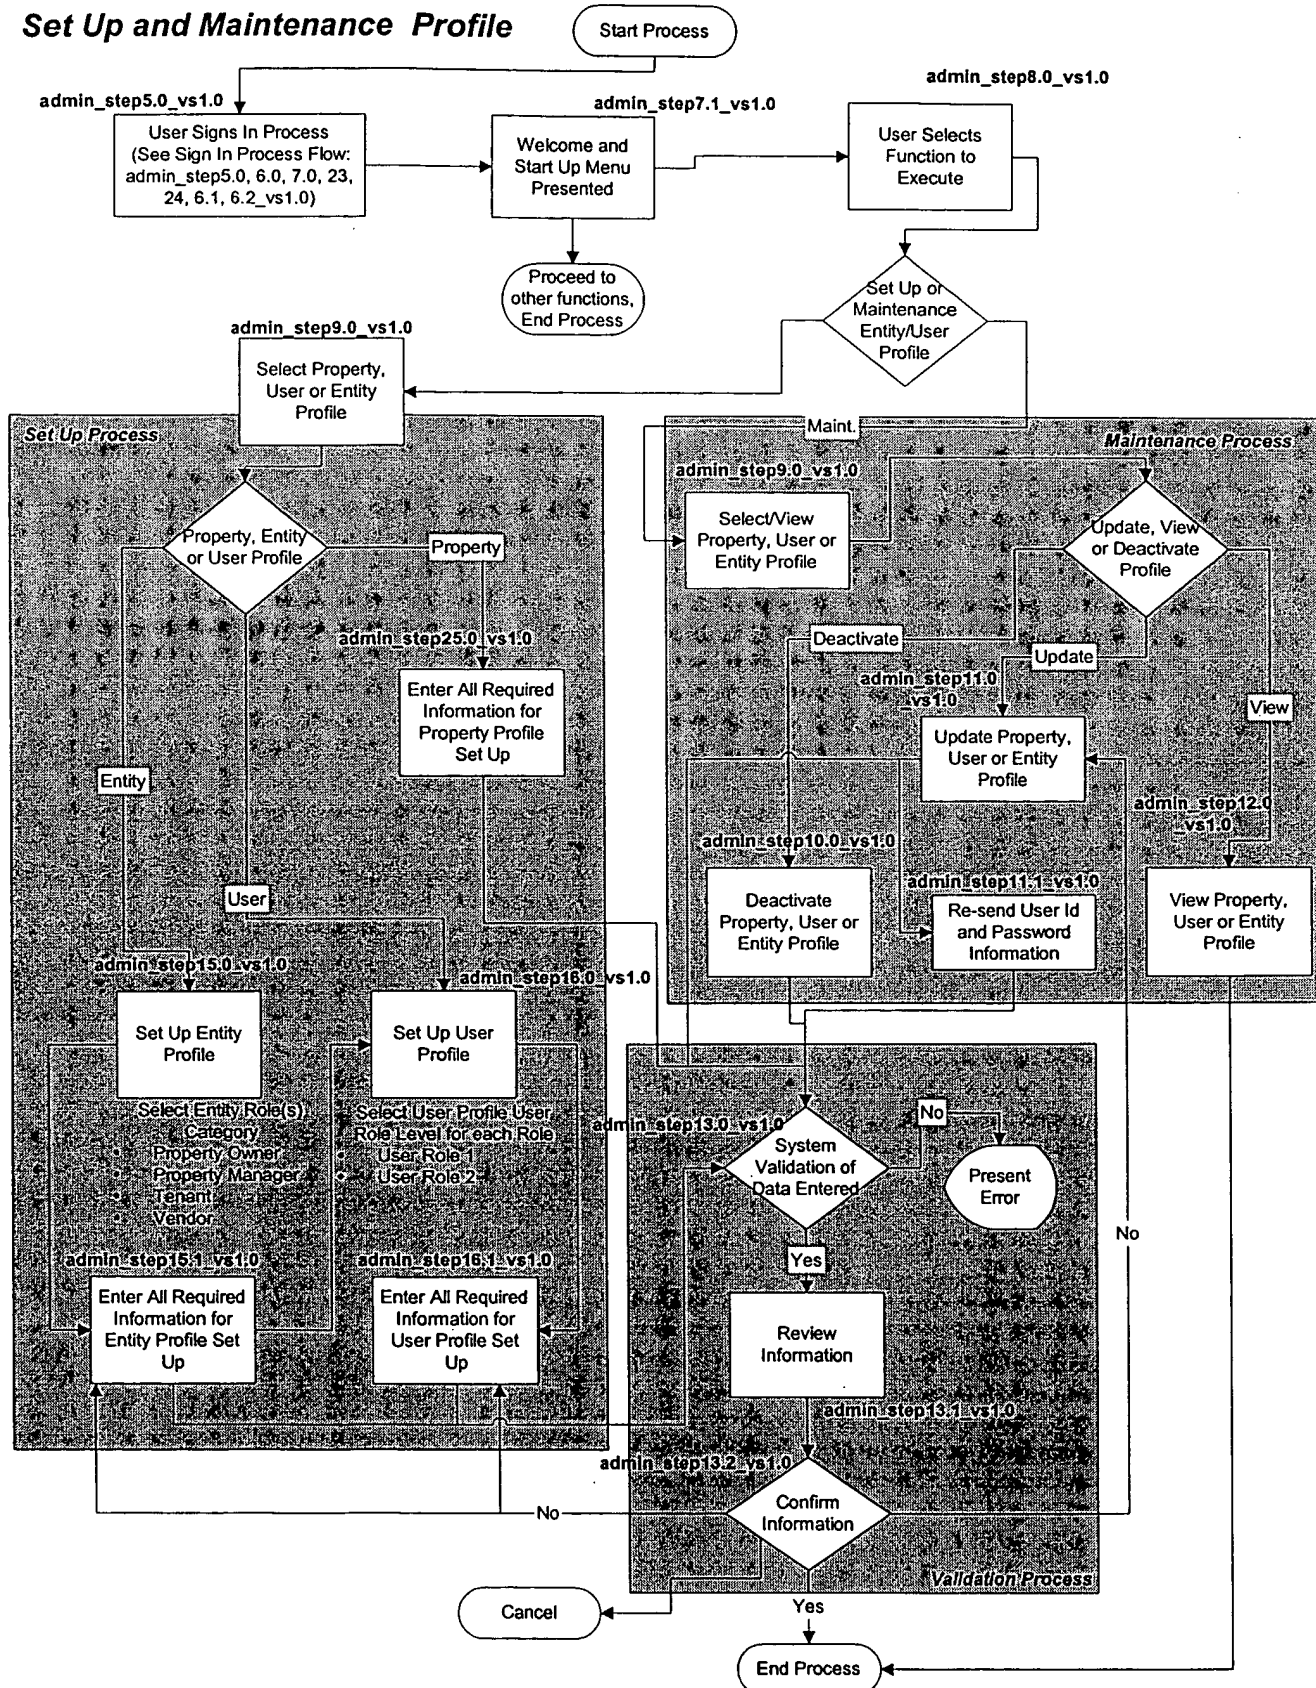 Set Up and Maintenance Profile
Start Process
admin_step5.0_vs1.0
User Signs In Process
(See Sign In Process Flow:
admin_step5.0, 6.0, 7.0, 23,
24, 6.1, 6.2_vs1.0)
admin_step7.1_vs1.0
Welcome and
Start Up Menu
Presented
admin_step8.0_vs1.0
User Selects
Function to
Execute
Proceed to
other functions,
End Process
Set Up or
Maintenance
Entity/User
Profile
admin_step9.0_vs1.0
Select Property,
User or Entity
Profile
Set Up Process
Property, Entity
or User Profile
Property
admin_step25.0_vs1.0
Enter All Required
Information for
Property Profile
Set Up
Entity
User
admin_step15.0_vs1.0
Set Up Entity
Profile
Select Entity Role(s)
Category
Property Owner
Property Manager
Tenant
Vendor
admin_step16.0_vs1.0
Set Up User
Profile
Select User Profile User
Role Level for each Role
User Role 1
User Role 2
admin_step15.1_vs1.0
Enter All Required
Information for
Entity Profile Set
Up
admin_step16.1_vs1.0
Enter All Required
Information for
User Profile Set
Up
Maint.
Maintenance Process
admin_step9.0_vs1.0
Select/View
Property, User or
Entity Profile
Update, View
or Deactivate
Profile
Deactivate
Update
View
admin_step11.0
_vs1.0
Update Property,
User or Entity
Profile
admin_step10.0_vs1.0
Deactivate
Property, User or
Entity Profile
admin_step11.1_vs1.0
Re-send User Id
and Password
Information
admin_step12.0
_vs1.0
View Property,
User or Entity
Profile
admin_step13.0_vs1.0
System
Validation of
Data Entered
No
Present
Error
Yes
Review
Information
admin_step13.1_vs1.0
admin_step13.2_vs1.0
Confirm
Information
No
No
Validation Process
Cancel
Yes
End Process